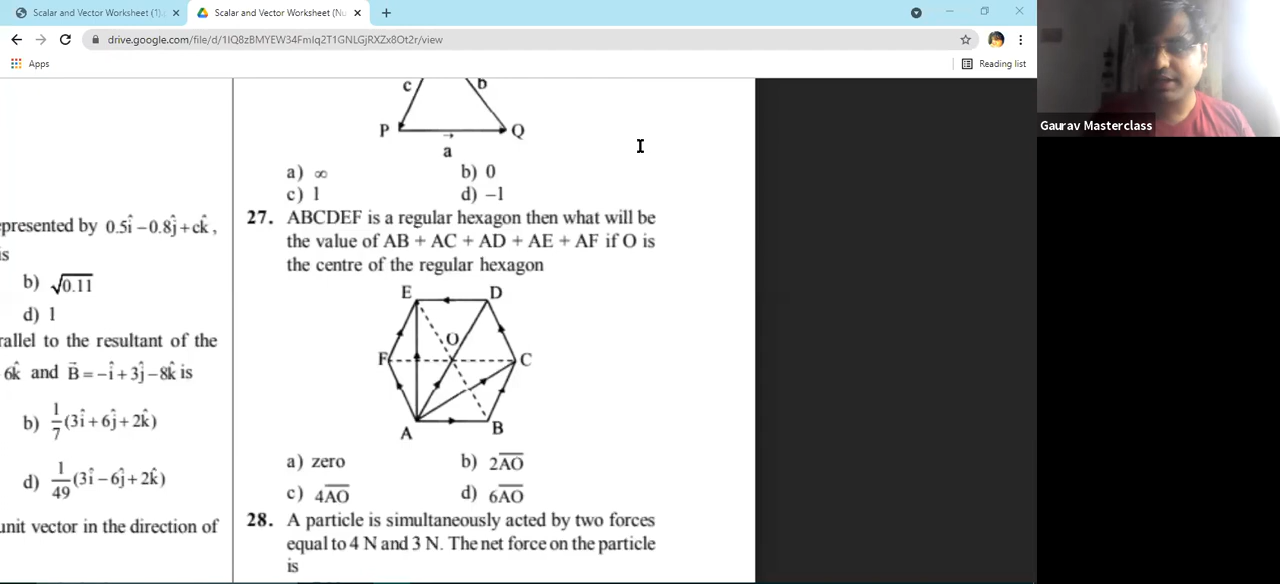 Scalar and Vector Worksheet (1).
Scalar and Vector Worksheet (Nu
drive.google.com/file/d/1IQ8zBMYEW34FmIq2T1GNLGjRXZx8Ot2r/view
Apps
Reading list
Gaurav Masterclass
c
b
P
Q
a
a) ∞
b) 0
c) 1
d) −1
epresented by 0.5î −0.8ĵ + ck̂ ,
is
b) √0.11
d) 1
rallel to the resultant of the
6k̂ and B⃗ = −î + 3ĵ − 8k̂ is
b) 1/7 (3î + 6ĵ + 2k̂)
d) 1/49 (3î − 6ĵ + 2k̂)
unit vector in the direction of
27. ABCDEF is a regular hexagon then what will be
the value of AB + AC + AD + AE + AF if O is
the centre of the regular hexagon
E
D
O
F
C
A
B
a) zero
b) 2A̅O̅
c) 4A̅O̅
d) 6A̅O̅
28. A particle is simultaneously acted by two forces
equal to 4 N and 3 N. The net force on the particle
is